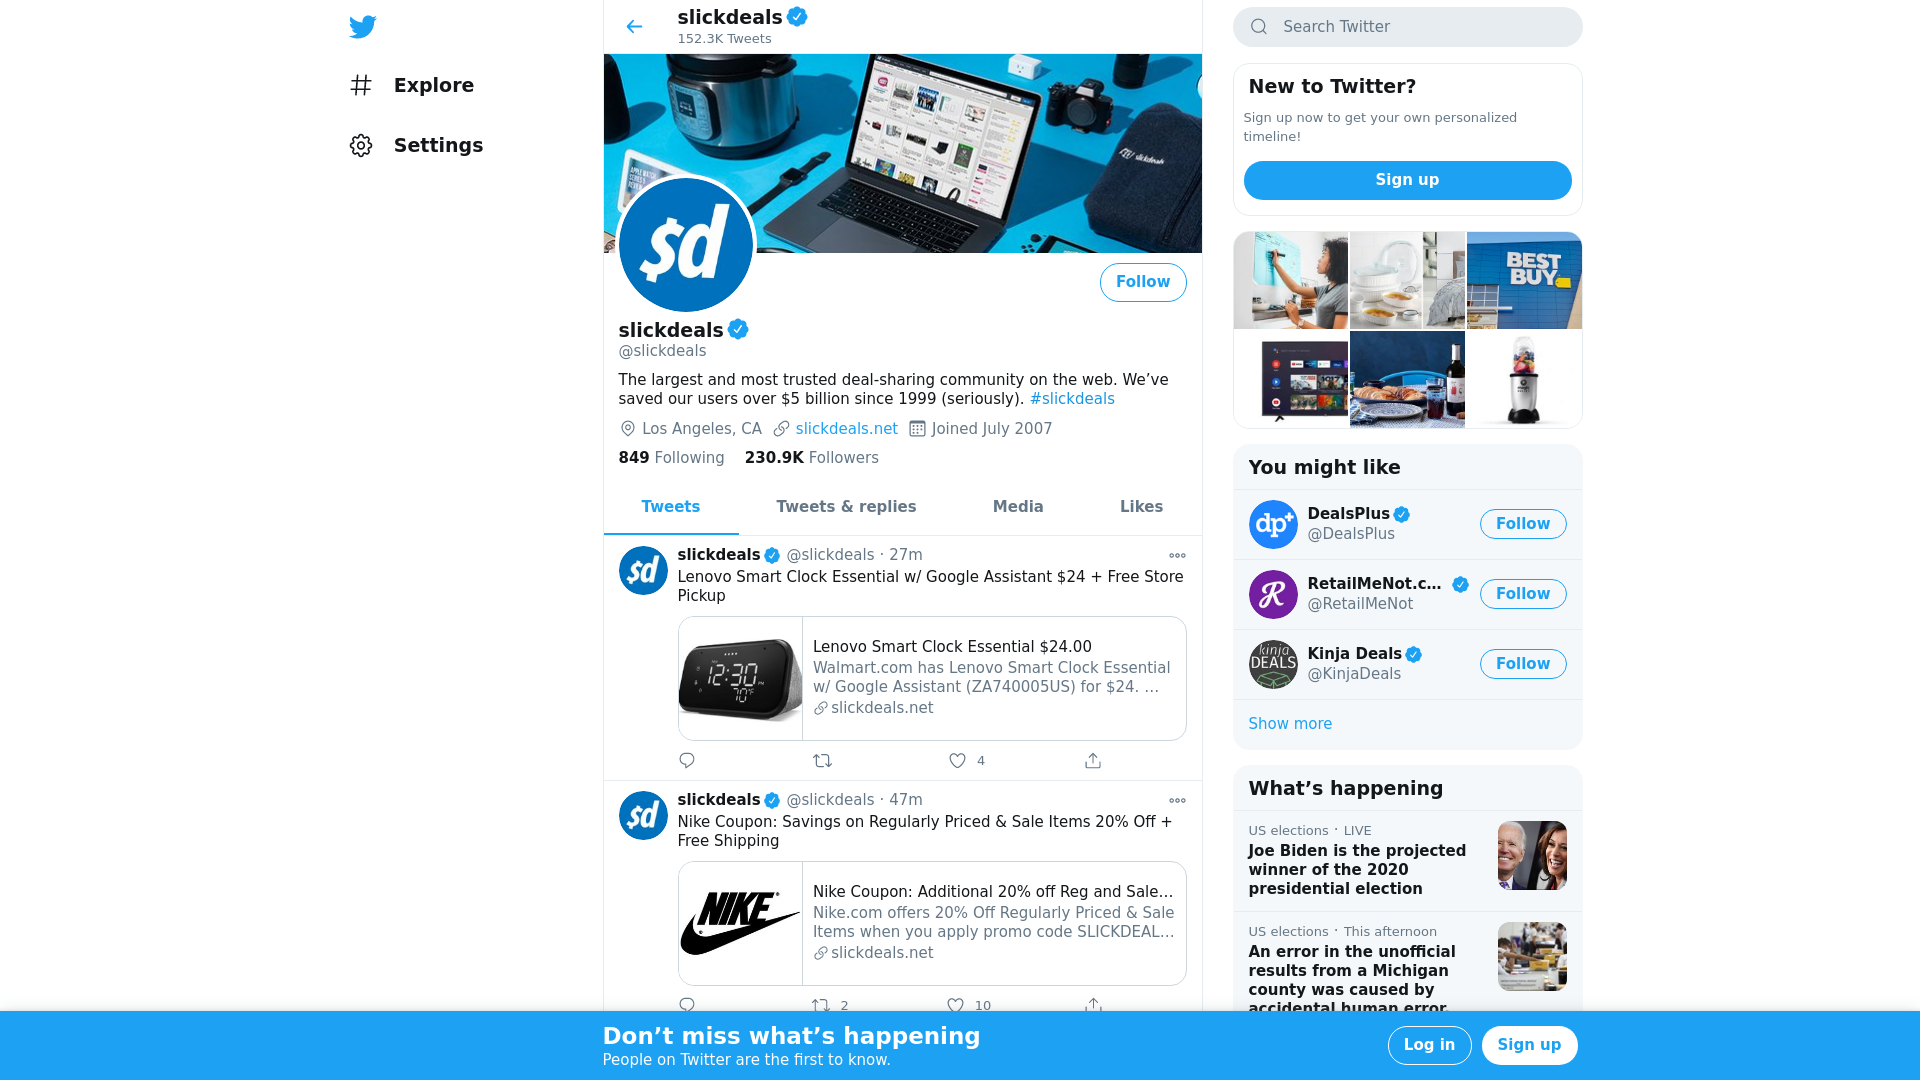 Explore
Settings
slickdeals
152.3K Tweets
slickdeals
$d
Follow
slickdeals
@slickdeals
The largest and most trusted deal-sharing community on the web. We’ve
saved our users over $5 billion since 1999 (seriously). #slickdeals
Los Angeles, CA slickdeals.net Joined July 2007
849 Following 230.9K Followers
Tweets Tweets & replies Media Likes
$d
slickdeals @slickdeals · 27m
Lenovo Smart Clock Essential w/ Google Assistant $24 + Free Store
Pickup
12:30
70°F
Lenovo Smart Clock Essential $24.00
Walmart.com has Lenovo Smart Clock Essential
w/ Google Assistant (ZA740005US) for $24. …
slickdeals.net
4
$d
slickdeals @slickdeals · 47m
Nike Coupon: Savings on Regularly Priced & Sale Items 20% Off +
Free Shipping
NIKE
Nike Coupon: Additional 20% off Reg and Sale…
Nike.com offers 20% Off Regularly Priced & Sale
Items when you apply promo code SLICKDEAL…
slickdeals.net
2 10
Search Twitter
New to Twitter?
Sign up now to get your own personalized
timeline!
Sign up
BEST
BUY
You might like
dp+
DealsPlus
@DealsPlus
Follow
R
RetailMeNot.c…
@RetailMeNot
Follow
kinja
DEALS
Kinja Deals
@KinjaDeals
Follow
Show more
What’s happening
US elections · LIVE
Joe Biden is the projected
winner of the 2020
presidential election
US elections · This afternoon
An error in the unofficial
results from a Michigan
county was caused by
accidental human error,
Don’t miss what’s happening
People on Twitter are the first to know.
Log in
Sign up